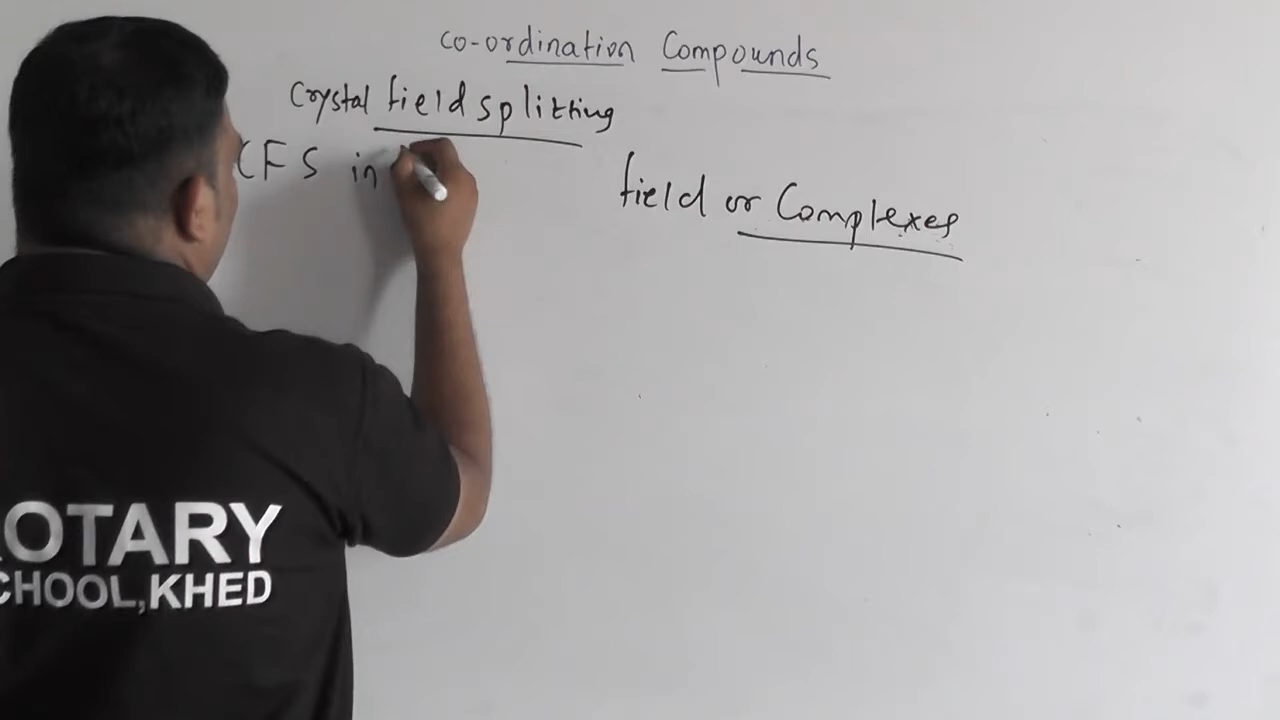 co-ordination Compounds
Crystal field splitting
CFS in
field or Complexes
OTARY
CHOOL,KHED